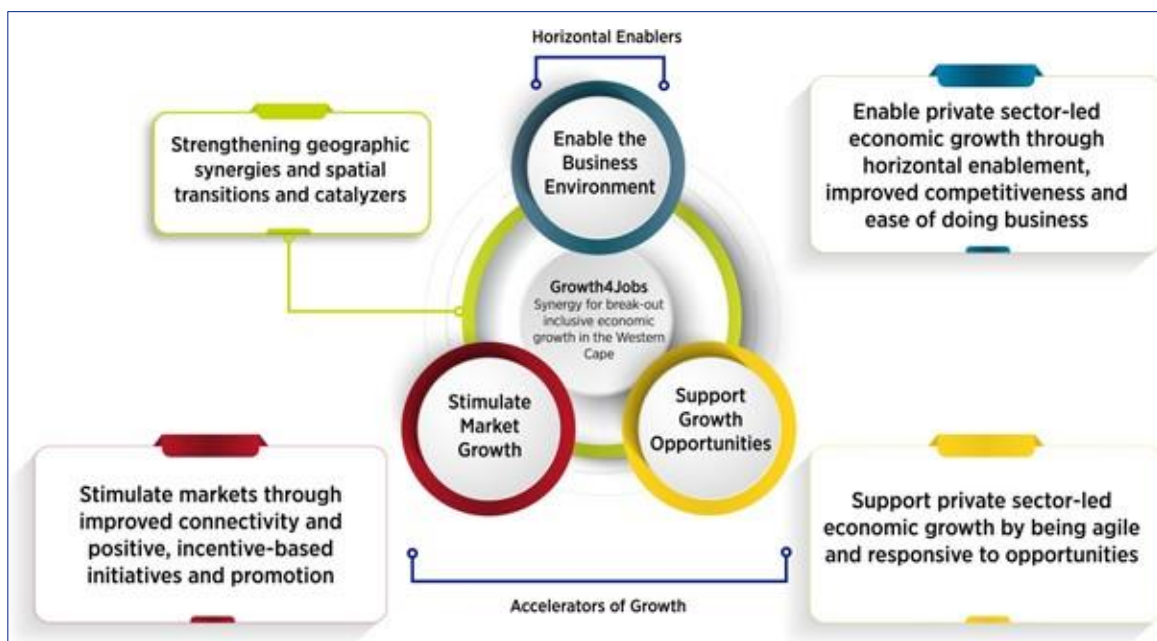 Horizontal Enablers
Strengthening geographic
synergies and spatial
transitions and catalyzers
Enable the
Business
Environment
Enable private sector-led
economic growth through
horizontal enablement,
improved competitiveness and
ease of doing business
Growth4Jobs
Synergy for break-out
inclusive economic
growth in the Western
Cape
Stimulate
Market
Growth
Support
Growth
Opportunities
Stimulate markets through
improved connectivity and
positive, incentive-based
initiatives and promotion
Support private sector-led
economic growth by being agile
and responsive to opportunities
Accelerators of Growth